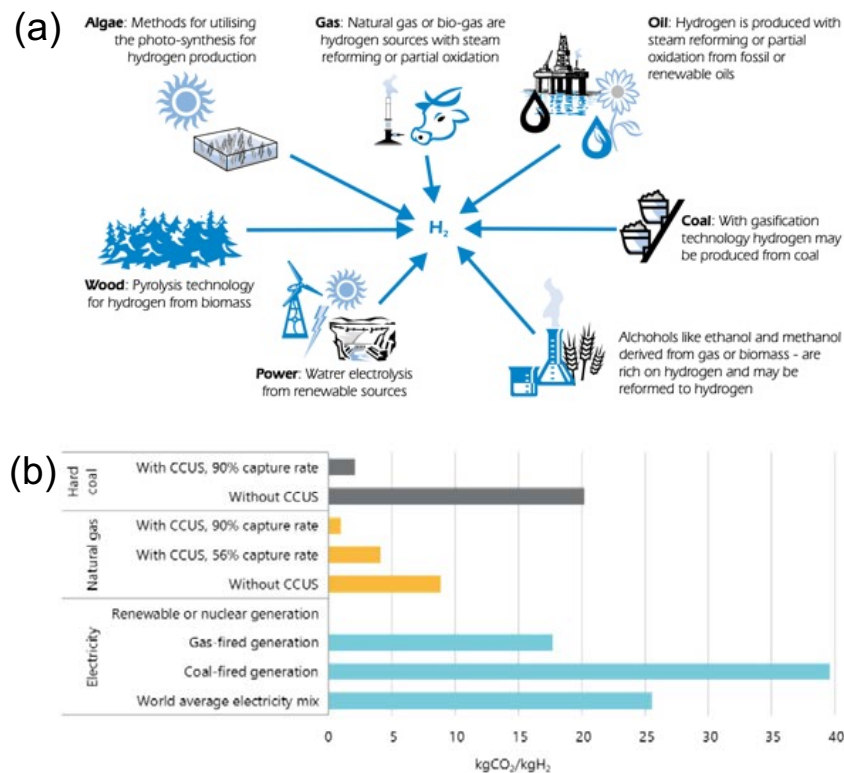 (a)
Algae: Methods for utilising
the photo-synthesis for
hydrogen production
Gas: Natural gas or bio-gas are
hydrogen sources with steam
reforming or partial oxidation
Oil: Hydrogen is produced with
steam reforming or partial
oxidation from fossil or
renewable oils
H₂
Coal: With gasification
technology hydrogen may
be produced from coal
Wood: Pyrolysis technology
for hydrogen from biomass
Power: Watrer electrolysis
from renewable sources
Alchohols like ethanol and methanol
derived from gas or biomass - are
rich on hydrogen and may be
reformed to hydrogen
(b)
Hard
coal
With CCUS, 90% capture rate
Without CCUS
Natural gas
With CCUS, 90% capture rate
With CCUS, 56% capture rate
Without CCUS
Electricity
Renewable or nuclear generation
Gas-fired generation
Coal-fired generation
World average electricity mix
0 5 10 15 20 25 30 35 40
kgCO₂/kgH₂